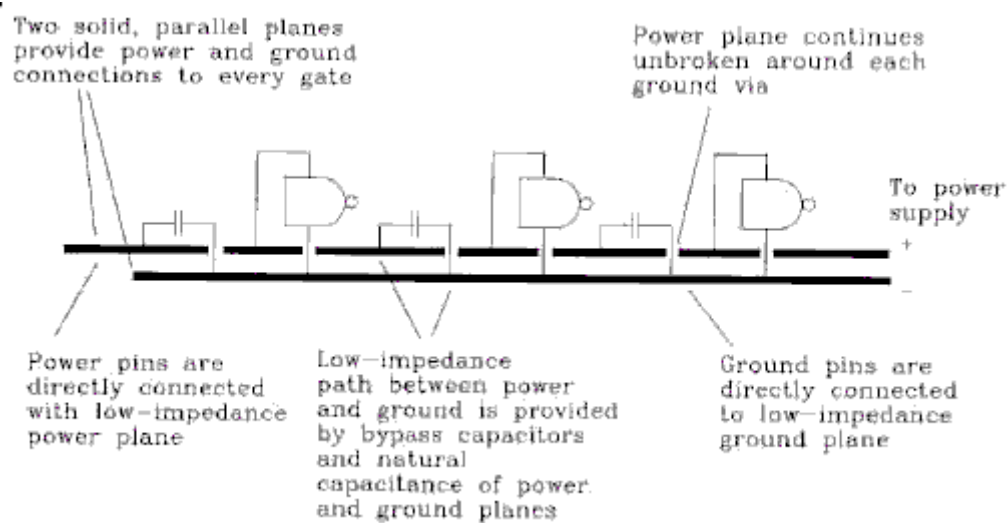 Two solid, parallel planes
provide power and ground
connections to every gate
Power plane continues
unbroken around each
ground via
To power
supply
+
−
Power pins are
directly connected
with low-impedance
power plane
Low-impedance
path between power
and ground is provided
by bypass capacitors
and natural
capacitance of power
and ground planes
Ground pins are
directly connected
to low-impedance
ground plane